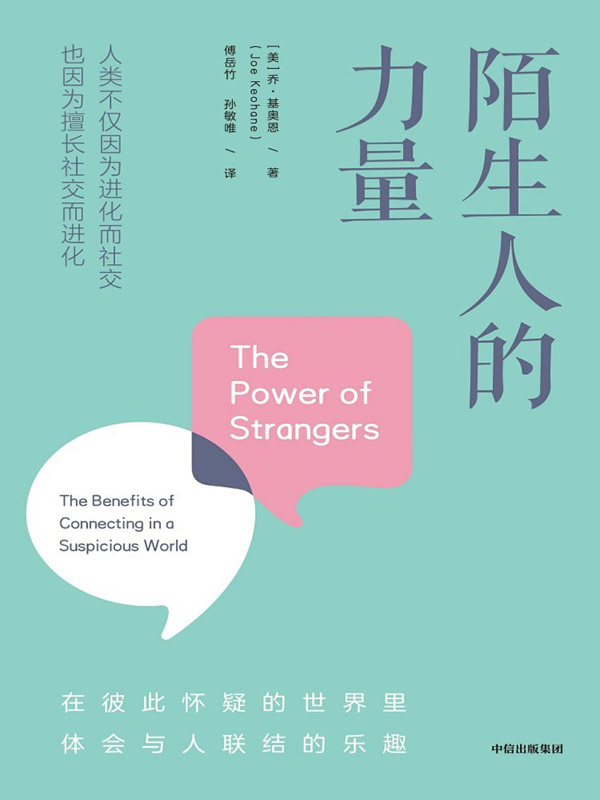 陌生人的
力量
[美] 乔·基奥恩 / 著
(Joe Keohane)
傅岳竹 孙敏唯 / 译
人类不仅因为进化而社交
也因为擅长社交而进化
The
Power of
Strangers
The Benefits of
Connecting in a
Suspicious World
在彼此怀疑的世界里
体会与人联结的乐趣
中信出版集团